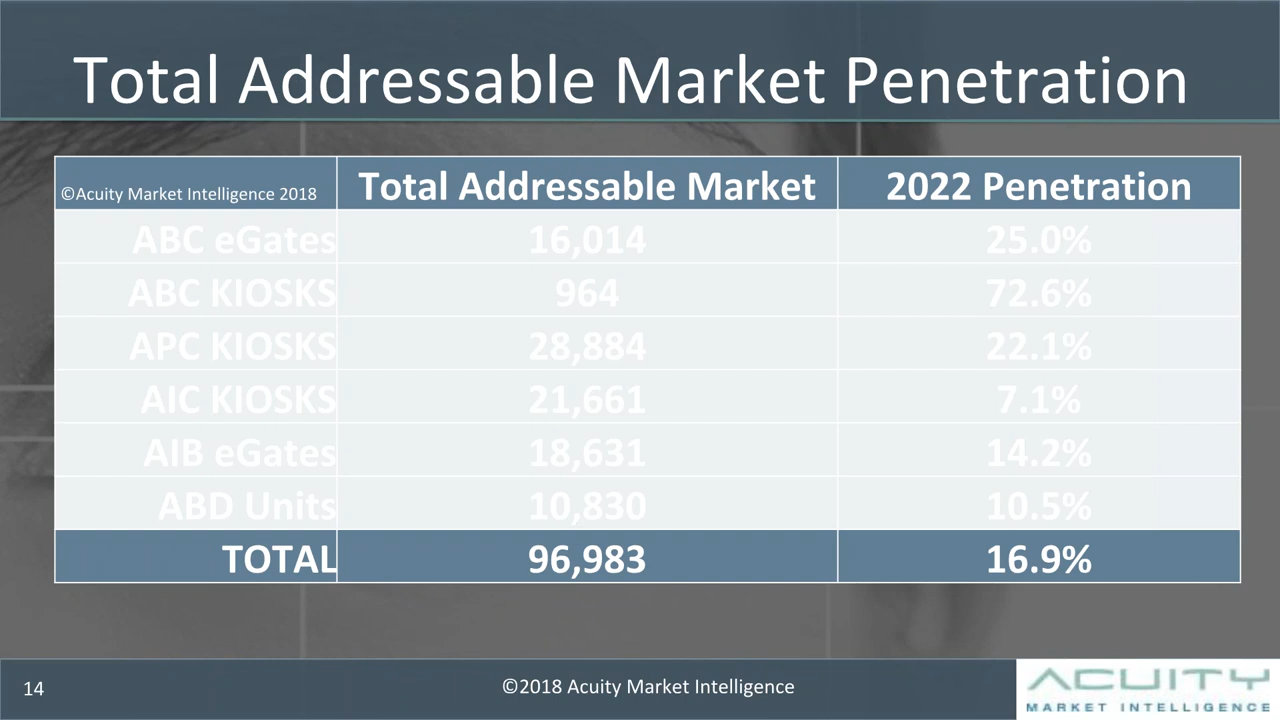 Total Addressable Market Penetration
©Acuity Market Intelligence 2018 Total Addressable Market 2022 Penetration
ABC eGates 16,014 25.0%
ABC KIOSKS 964 72.6%
APC KIOSKS 28,884 22.1%
AIC KIOSKS 21,661 7.1%
AIB eGates 18,631 14.2%
ABD Units 10,830 10.5%
TOTAL 96,983 16.9%
14 ©2018 Acuity Market Intelligence
ACUITY
MARKET INTELLIGENCE